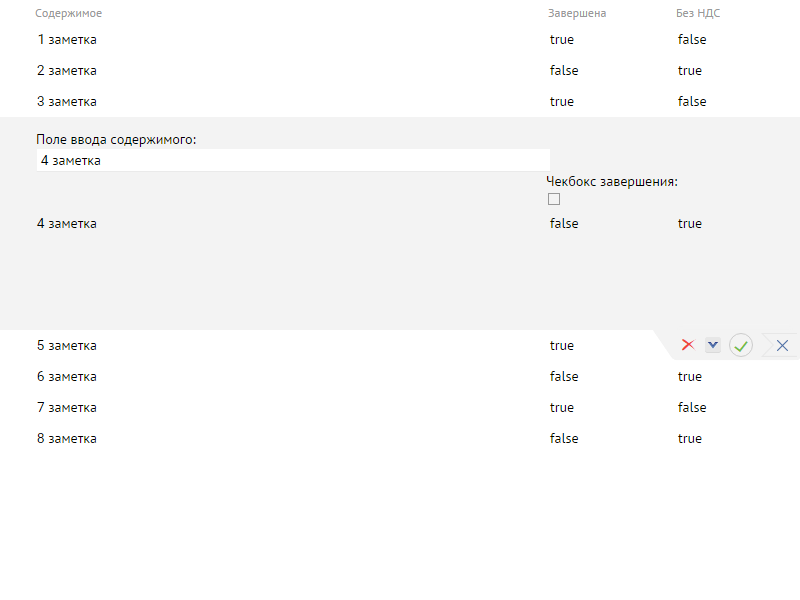 Содержимое Завершена Без НДС
1 заметка true false
2 заметка false true
3 заметка true false
Поле ввода содержимого:
4 заметка
Чекбокс завершения:
4 заметка false true
5 заметка true
6 заметка false true
7 заметка true false
8 заметка false true